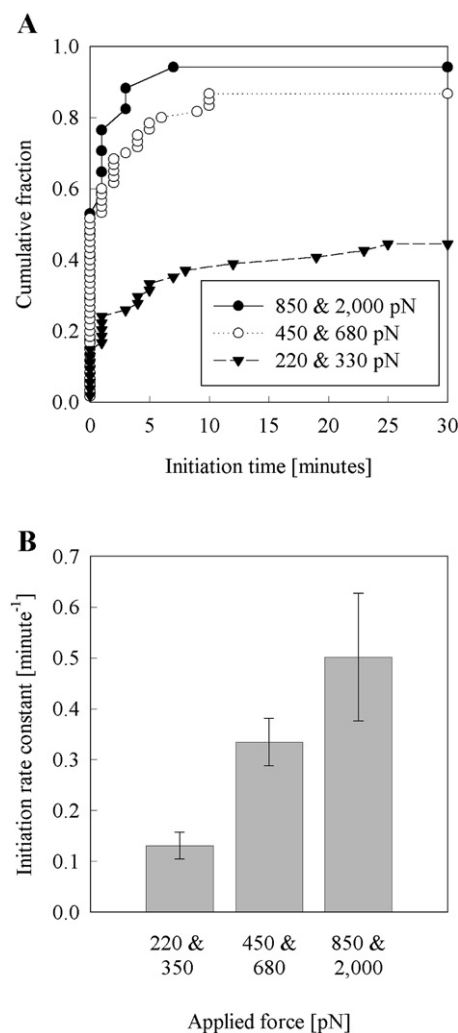 A
1.0
0.8
0.6
0.4
0.2
0.0
Cumulative fraction
850 & 2,000 pN
450 & 680 pN
220 & 330 pN
0 5 10 15 20 25 30
Initiation time [minutes]
B
0.7
0.6
0.5
0.4
0.3
0.2
0.1
0.0
Initiation rate constant [minute⁻¹]
220 & 450 & 850 &
350 680 2,000
Applied force [pN]